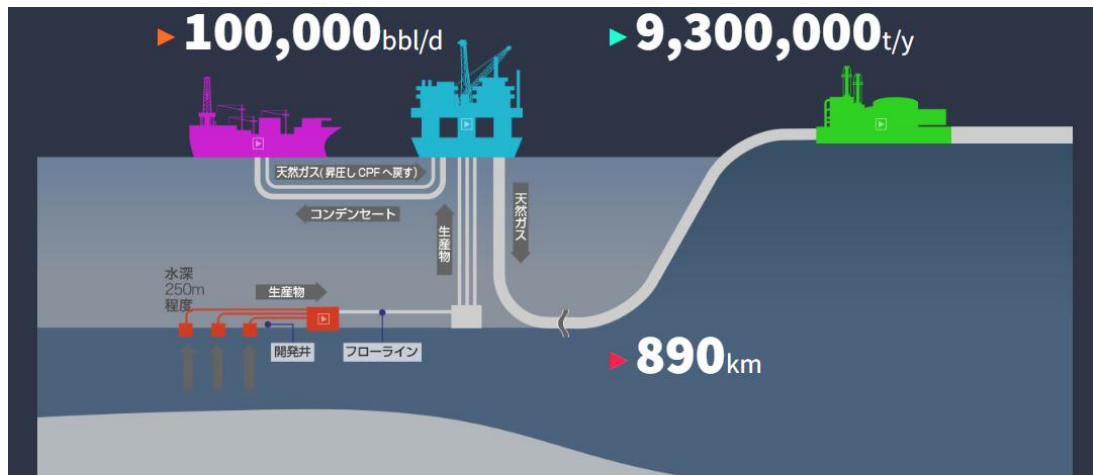 100,000bbl/d
9,300,000t/y
天然ガス(昇圧しCPFへ戻す)
コンデンセート
生産物
天然ガス
水深
250m
程度
生産物
開発井
フローライン
890km